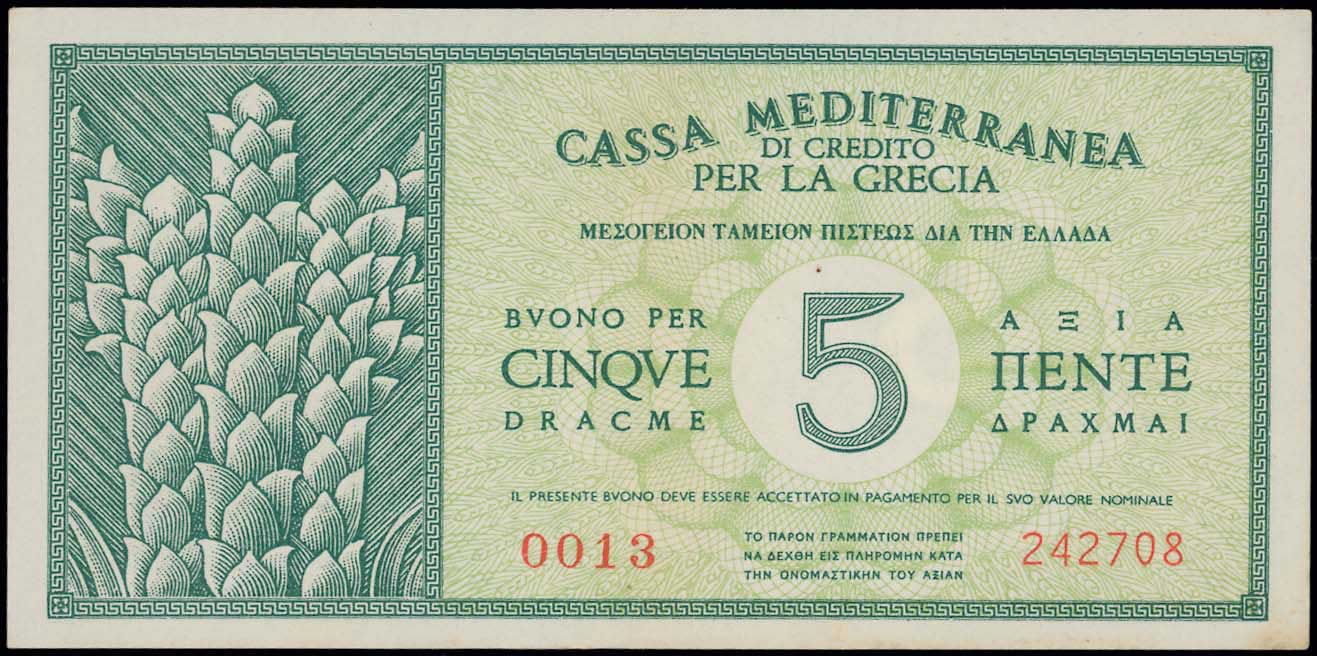 CASSA MEDITERRANEA
DI CREDITO
PER LA GRECIA
ΜΕΣΟΓΕΙΟΝ ΤΑΜΕΙΟΝ ΠΙΣΤΕΩΣ ΔΙΑ ΤΗΝ ΕΛΛΑΔΑ
BVONO PER
CINQVE
DRACME
5
ΑΞΙΑ
ΠΕΝΤΕ
ΔΡΑΧΜΑΙ
IL PRESENTE BVONO DEVE ESSERE ACCETTATO IN PAGAMENTO PER IL SVO VALORE NOMINALE
0013
ΤΟ ΠΑΡΟΝ ΓΡΑΜΜΑΤΙΟΝ ΠΡΕΠΕΙ
ΝΑ ΔΕΧΘΗ ΕΙΣ ΠΛΗΡΟΜΗΝ ΚΑΤΑ
ΤΗΝ ΟΝΟΜΑΣΤΙΚΗΝ ΤΟΥ ΑΞΙΑΝ
242708